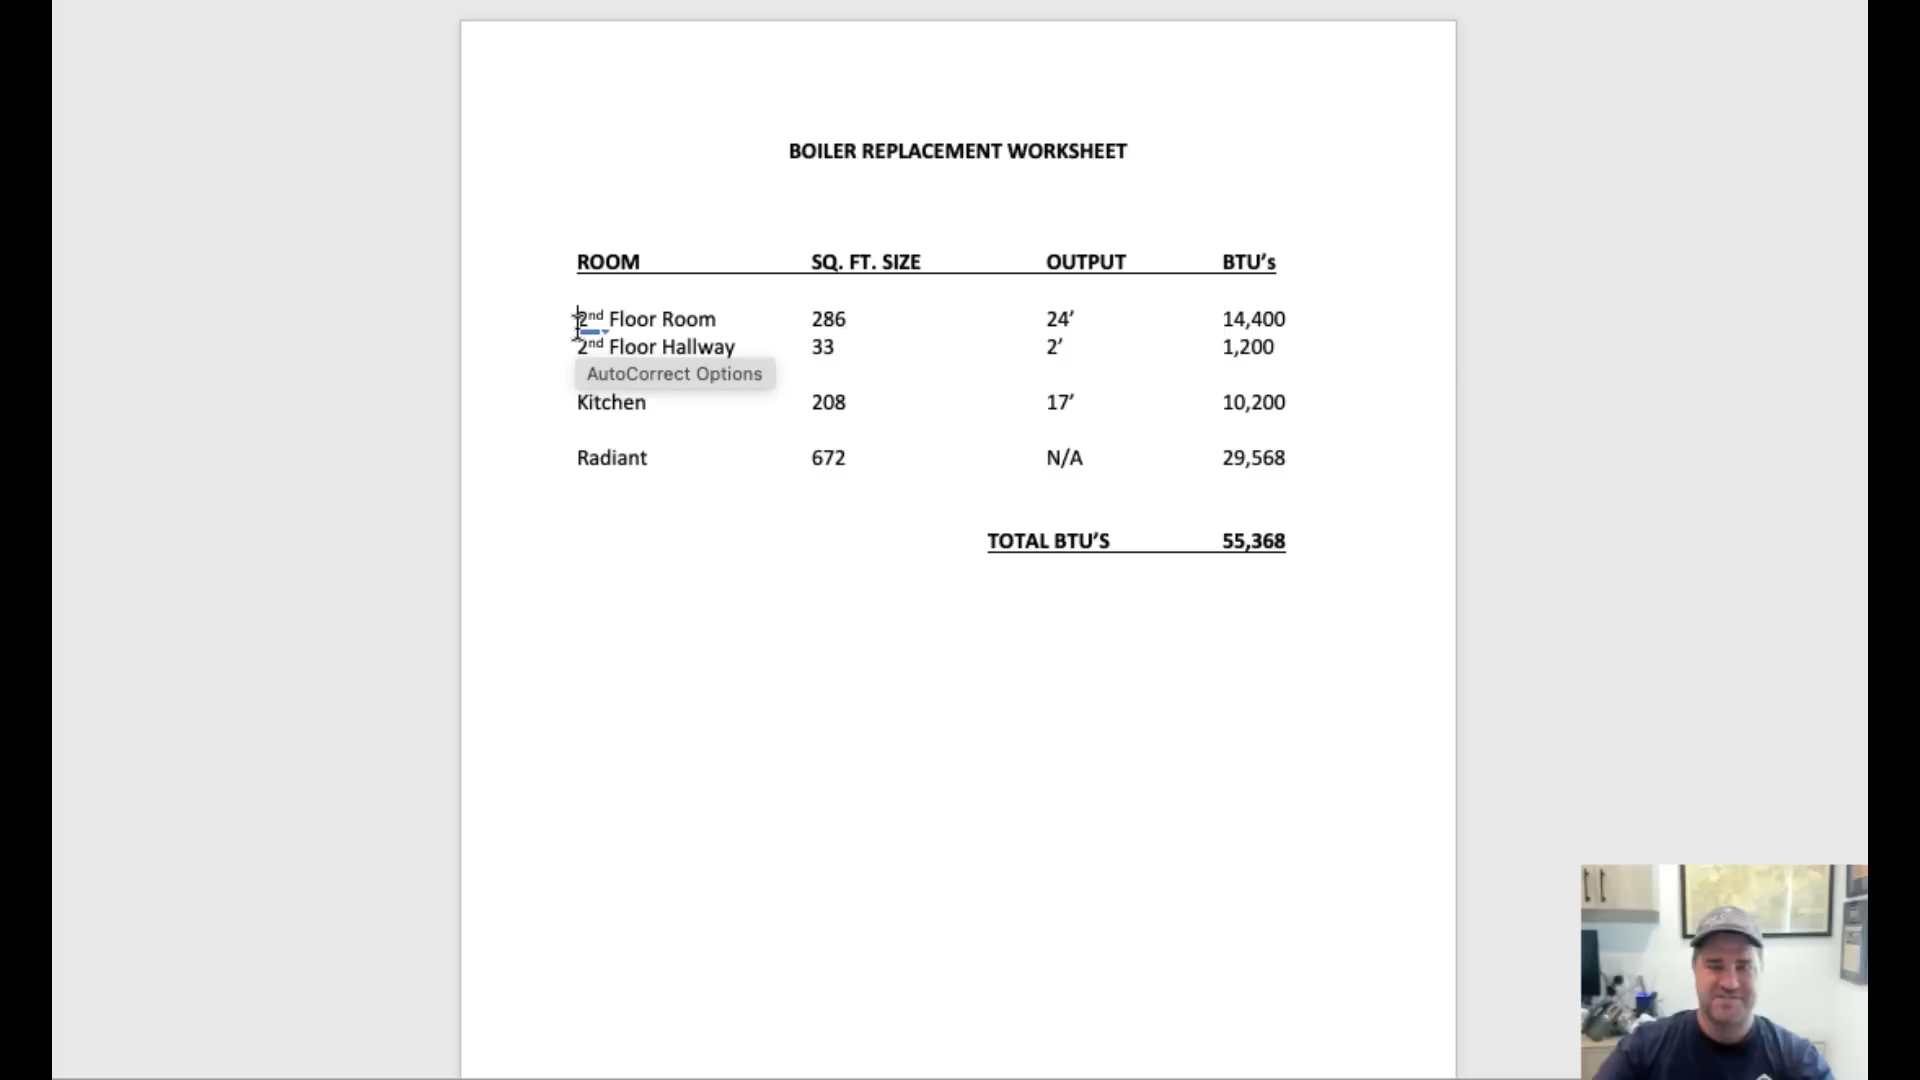 BOILER REPLACEMENT WORKSHEET
ROOM SQ. FT. SIZE OUTPUT BTU’s
2nd Floor Room 286 24’ 14,400
2nd Floor Hallway 33 2’ 1,200
AutoCorrect Options
Kitchen 208 17’ 10,200
Radiant 672 N/A 29,568
TOTAL BTU’S 55,368